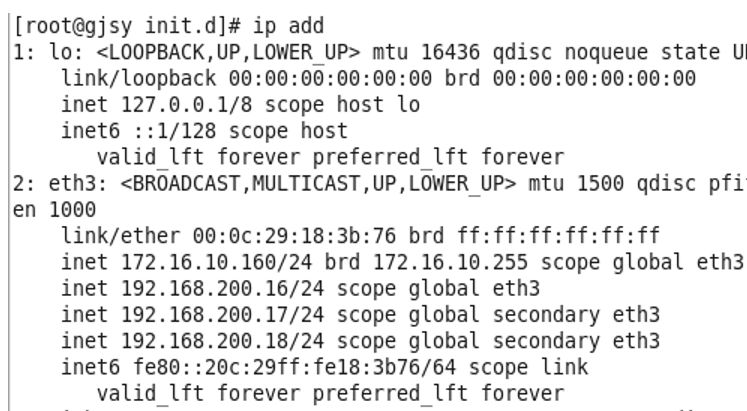 [root@gjsy init.d]# ip add
1: lo: <LOOPBACK,UP,LOWER_UP> mtu 16436 qdisc noqueue state
link/loopback 00:00:00:00:00:00 brd 00:00:00:00:00:00
inet 127.0.0.1/8 scope host lo
inet6 ::1/128 scope host
valid_lft forever preferred_lft forever
2: eth3: <BROADCAST,MULTICAST,UP,LOWER_UP> mtu 1500 qdisc
en 1000
link/ether 00:0c:29:18:3b:76 brd ff:ff:ff:ff:ff:ff
inet 172.16.10.160/24 brd 172.16.10.255 scope global eth3
inet 192.168.200.16/24 scope global eth3
inet 192.168.200.17/24 scope global secondary eth3
inet 192.168.200.18/24 scope global secondary eth3
inet6 fe80::20c:29ff:fe18:3b76/64 scope link
valid_lft forever preferred_lft forever